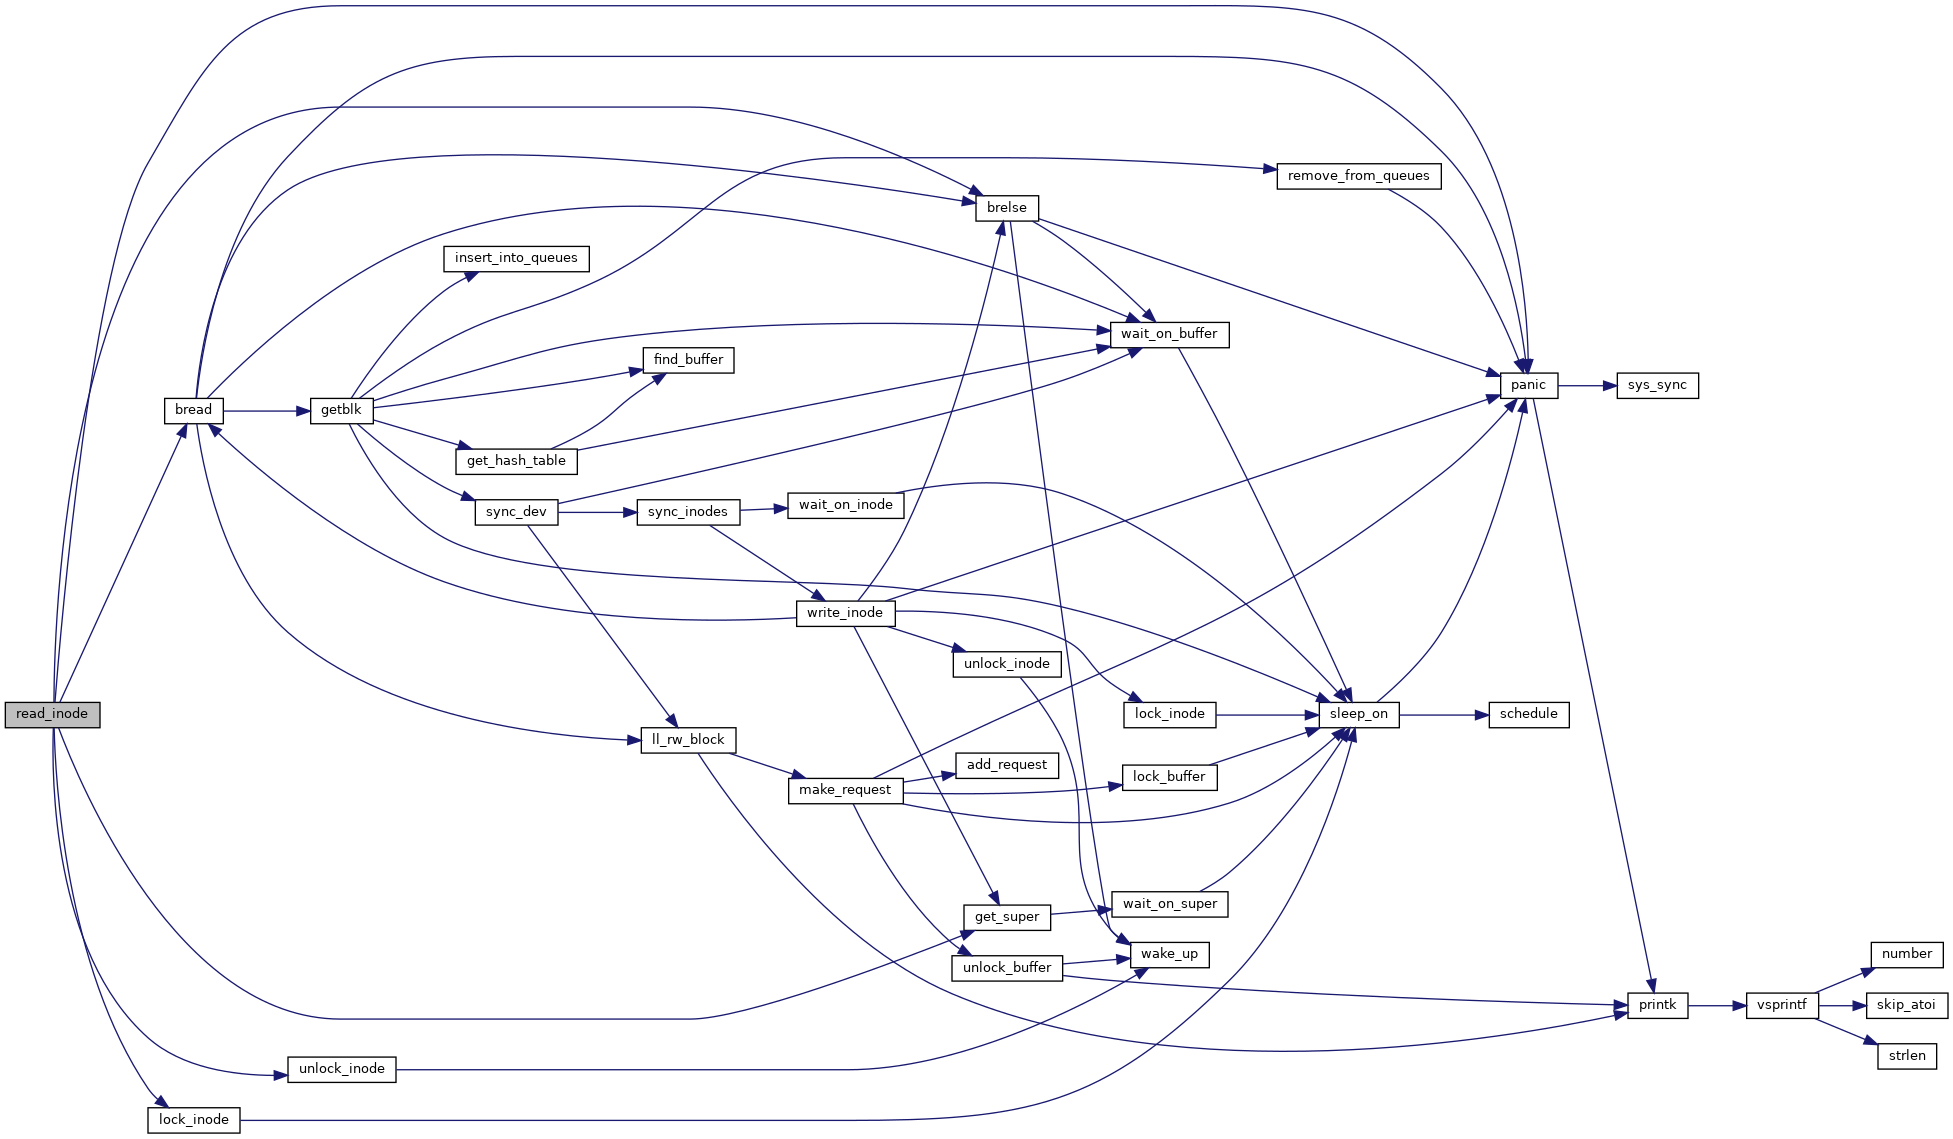 remove_from_queues
brelse
insert_into_queues
wait_on_buffer
find_buffer
panic
sys_sync
bread
getblk
get_hash_table
sync_dev
sync_inodes
wait_on_inode
write_inode
unlock_inode
read_inode
lock_inode
sleep_on
schedule
ll_rw_block
add_request
lock_buffer
make_request
wait_on_super
get_super
wake_up
unlock_buffer
number
printk
vsprintf
skip_atoi
strlen
unlock_inode
lock_inode